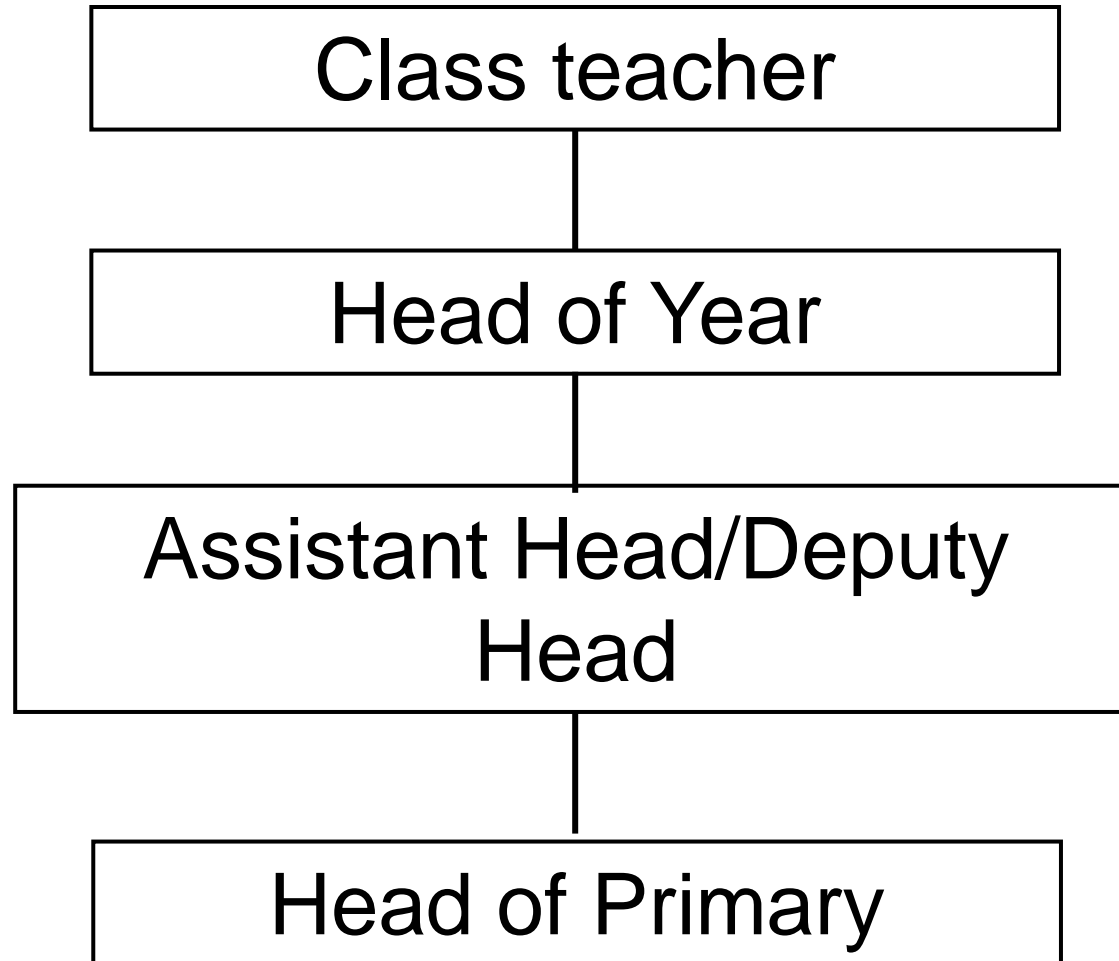 Class teacher
Head of Year
Assistant Head/Deputy
Head
Head of Primary